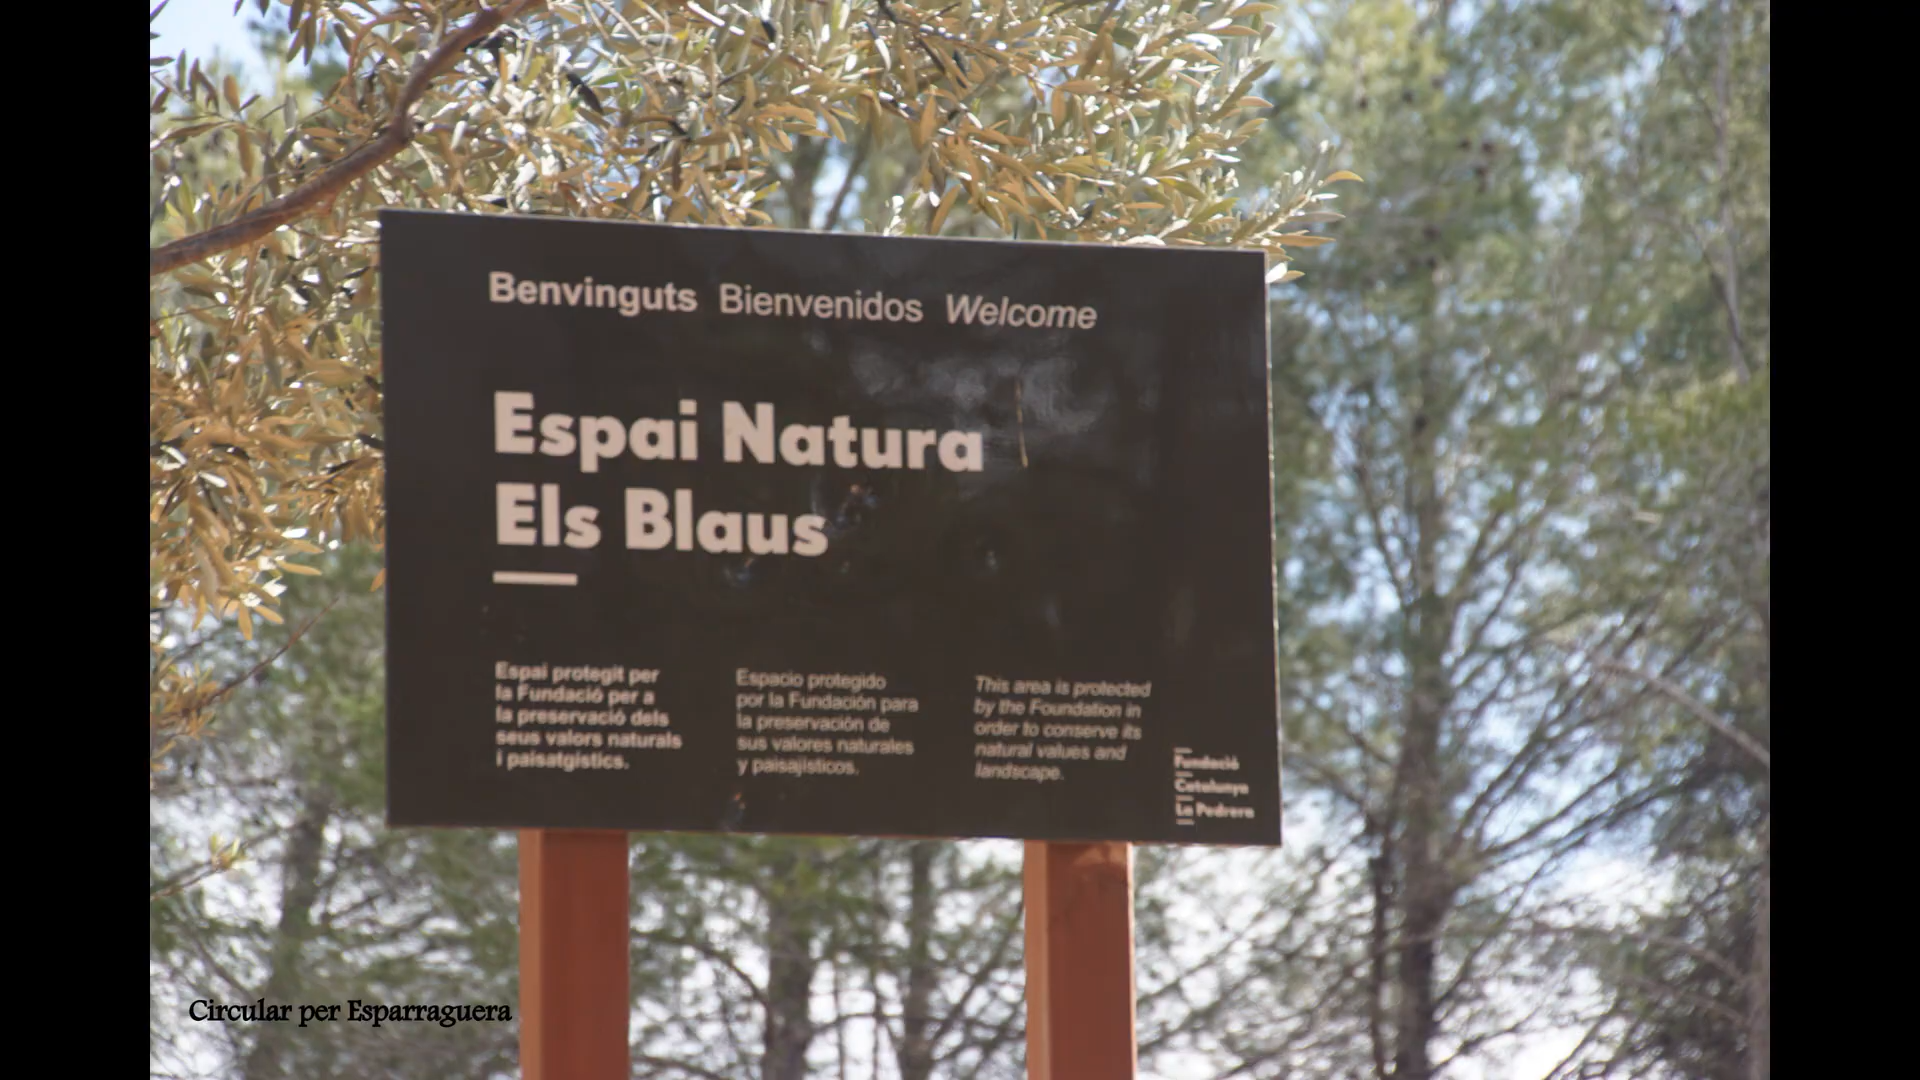 Benvinguts Bienvenidos Welcome
Espai Natura
Els Blaus
Espai protegit per
la Fundació per a
la preservació dels
seus valors naturals
i paisatgístics.
Espacio protegido
por la Fundación para
la preservación de
sus valores naturales
y paisajísticos.
This area is protected
by the Foundation in
order to conserve its
natural values and
landscape.
Fundació
Catalunya
La Pedrera
Circular per Esparraguera